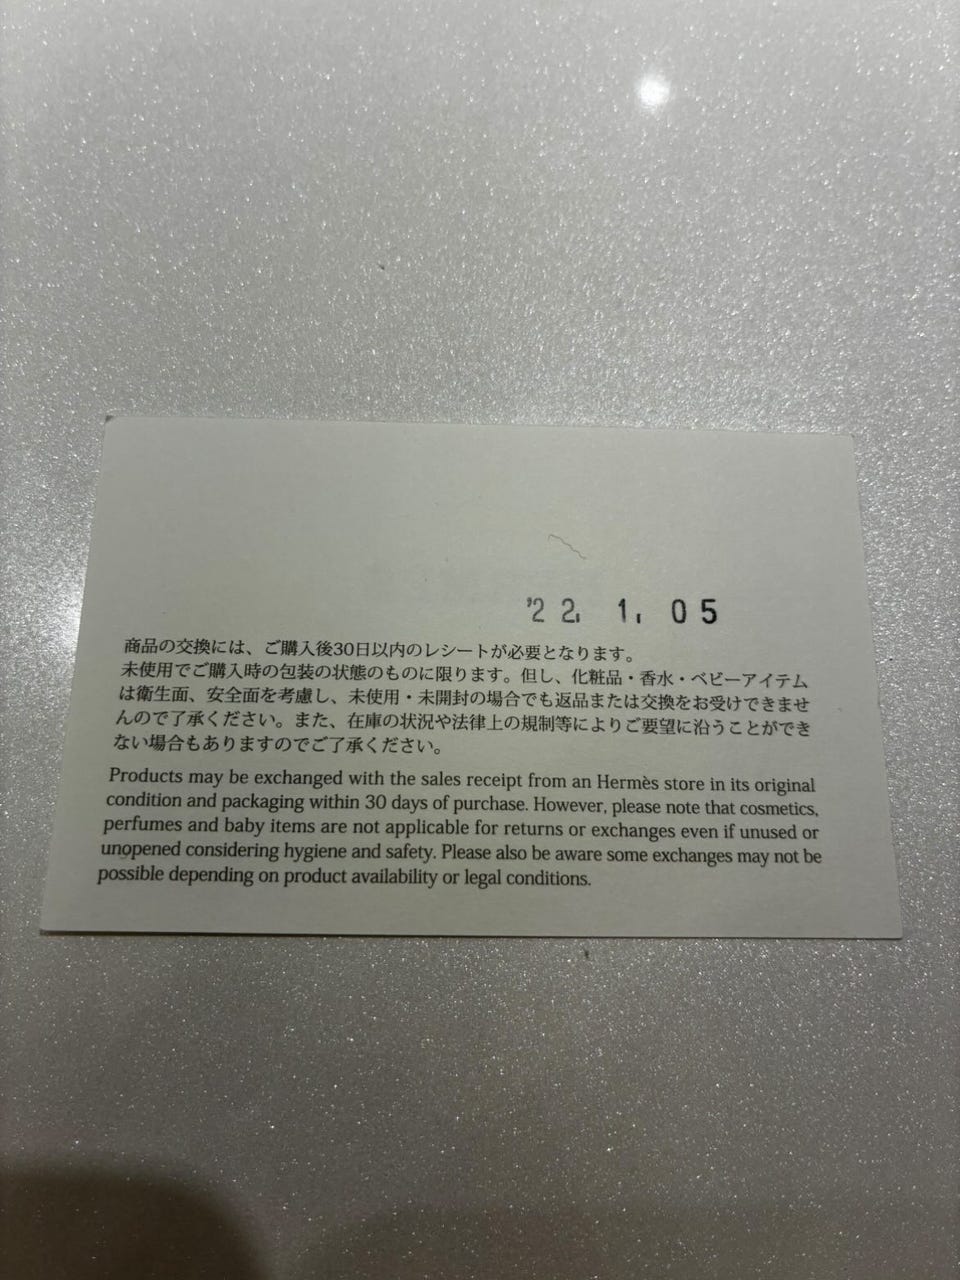 '22. 1. 05
商品の交換には、ご購入後30日以内のレシートが必要となります。
未使用でご購入時の包装の状態のものに限ります。但し、化粧品・香水・ベビーアイテム
は衛生面、安全面を考慮し、未使用・未開封の場合でも返品または交換をお受けできませ
んので了承ください。また、在庫の状況や法律上の規制等によりご要望に沿うことができ
ない場合もありますのでご了承ください。
Products may be exchanged with the sales receipt from an Hermès store in its original
condition and packaging within 30 days of purchase. However, please note that cosmetics,
perfumes and baby items are not applicable for returns or exchanges even if unused or
unopened considering hygiene and safety. Please also be aware some exchanges may not be
possible depending on product availability or legal conditions.